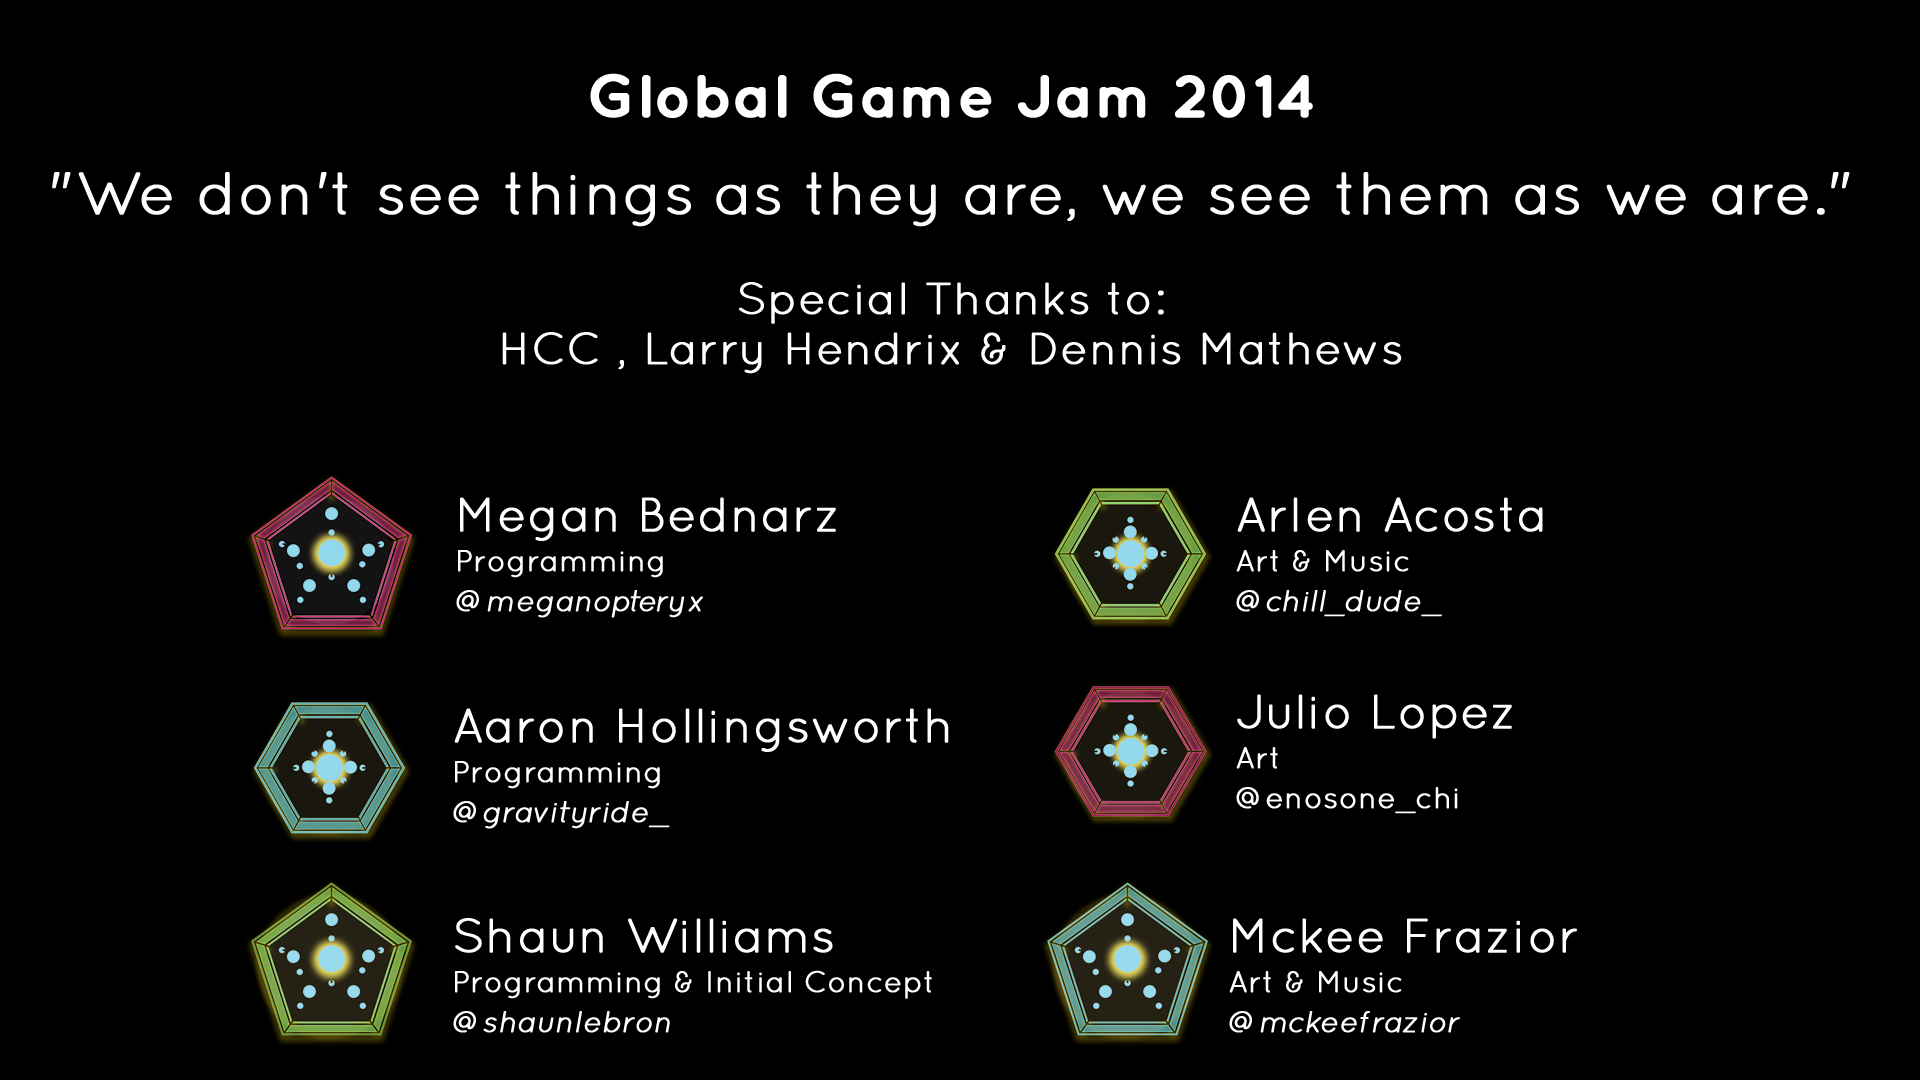 Global Game Jam 2014
"We don't see things as they are, we see them as we are."
Special Thanks to:
HCC , Larry Hendrix & Dennis Mathews
Megan Bednarz
Programming
@meganopteryx
Arlen Acosta
Art & Music
@chill_dude_
Aaron Hollingsworth
Programming
@gravityride_
Julio Lopez
Art
@enosone_chi
Shaun Williams
Programming & Initial Concept
@shaunlebron
Mckee Frazior
Art & Music
@mckeefrazior